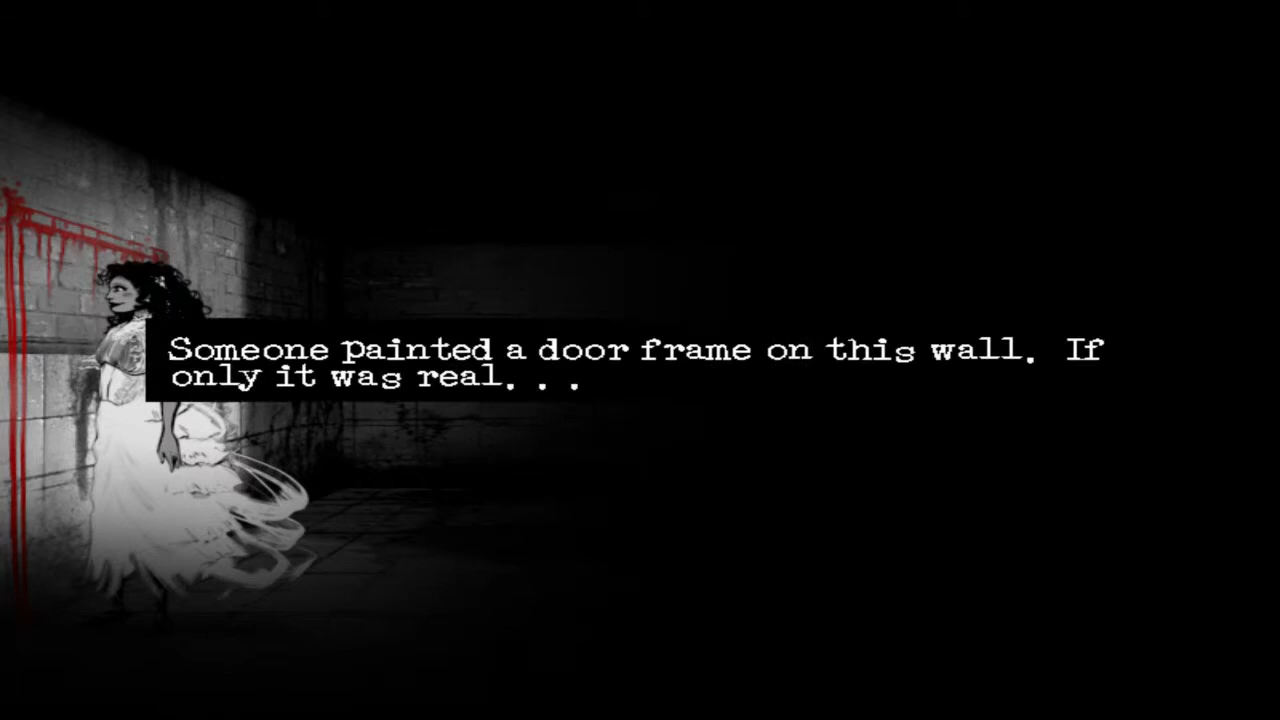 Someone painted a door frame on this wall. If
only it was real. . .